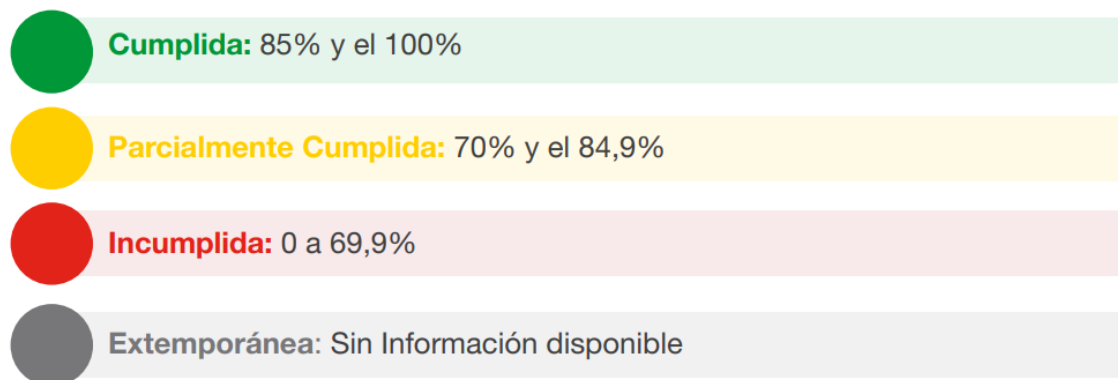 Cumplida: 85% y el 100%
Parcialmente Cumplida: 70% y el 84,9%
Incumplida: 0 a 69,9%
Extemporánea: Sin Información disponible